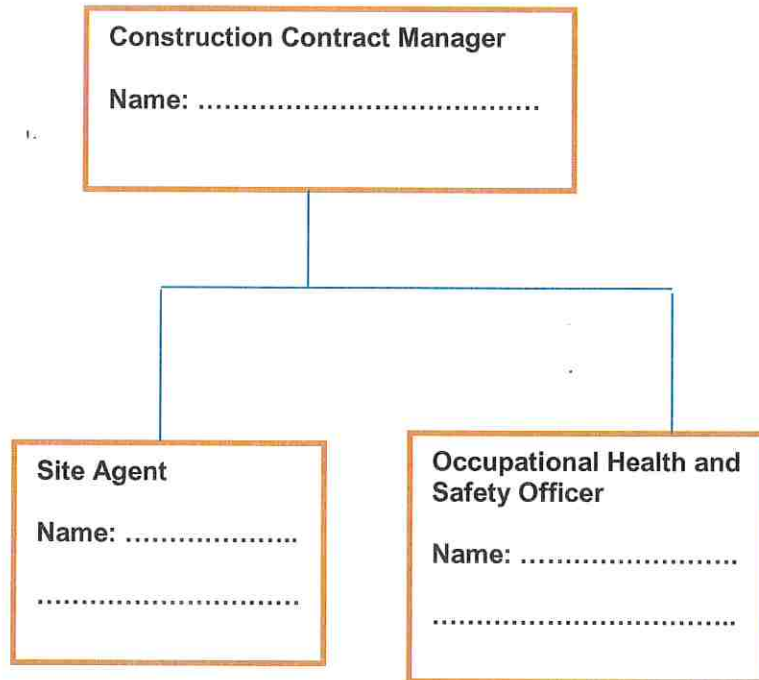 Construction Contract Manager
Name: ........................................
Site Agent
Name: ....................
...............................
Occupational Health and
Safety Officer
Name: .........................
...................................